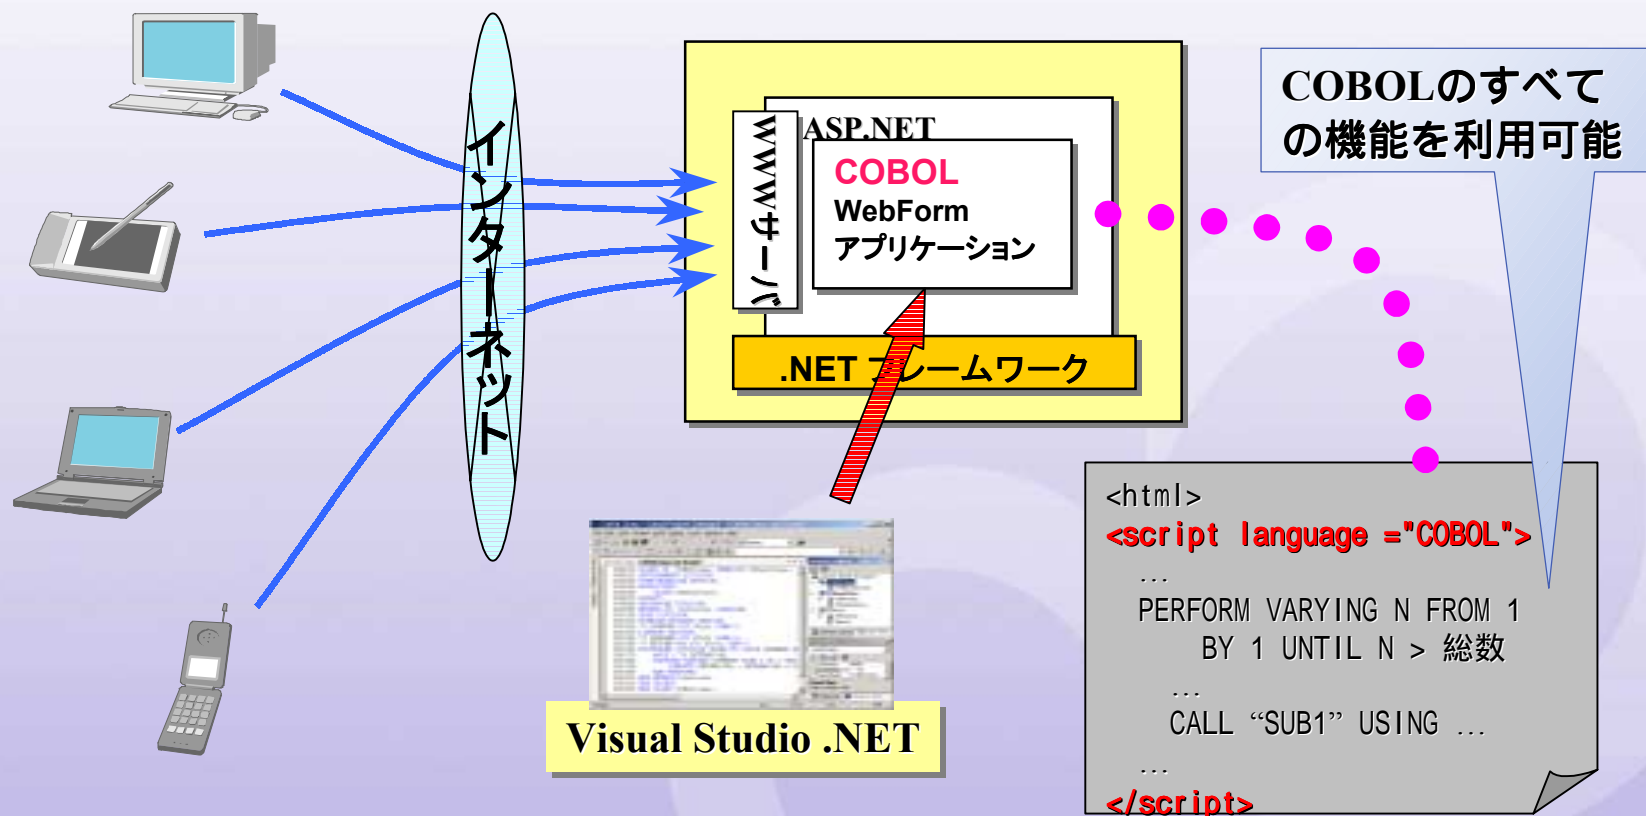 インターネット
WWWサーバ
ASP.NET
COBOL
WebForm
アプリケーション
.NET フレームワーク
COBOLのすべて
の機能を利用可能
Visual Studio .NET
<html>
<script language ="COBOL">
...
PERFORM VARYING N FROM 1
BY 1 UNTIL N > 総数
...
CALL “SUB1” USING ...
...
</script>